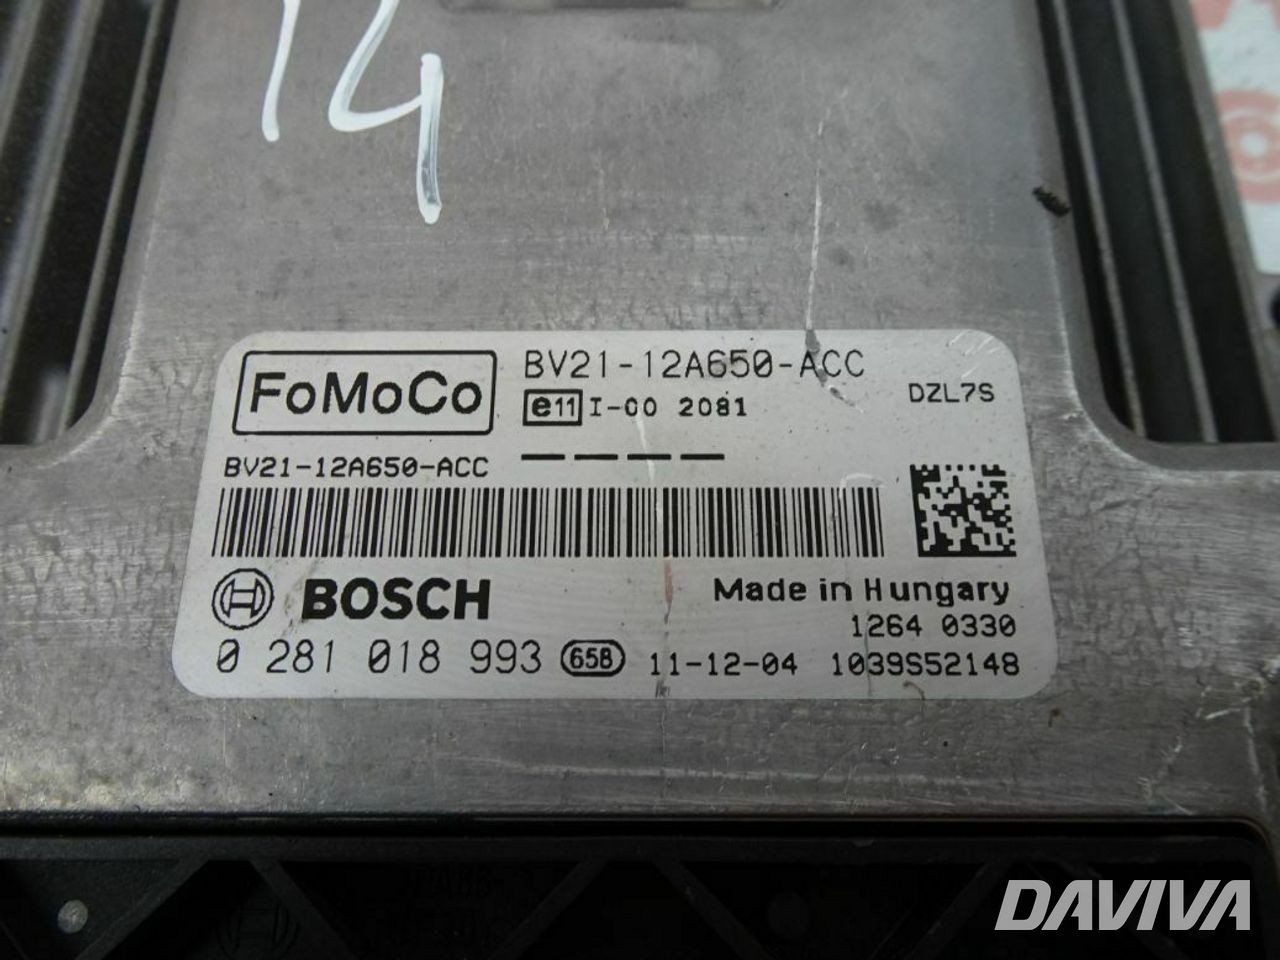 14
FoMoCo
BV21-12A650-ACC
e11 I-00 2081
DZL7S
BV21-12A650-ACC
BOSCH
Made in Hungary
1264 0330
0 281 018 993 65B 11-12-04 1039S52148
DAVIVA